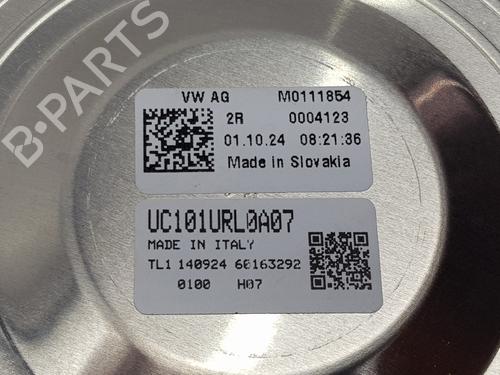 B-PARTS
VW AG M0111854
2R 0004123
01.10.24 08:21:36
Made in Slovakia
UC101URL0A07
MADE IN ITALY
TL1 140924 60163292
0100 H07